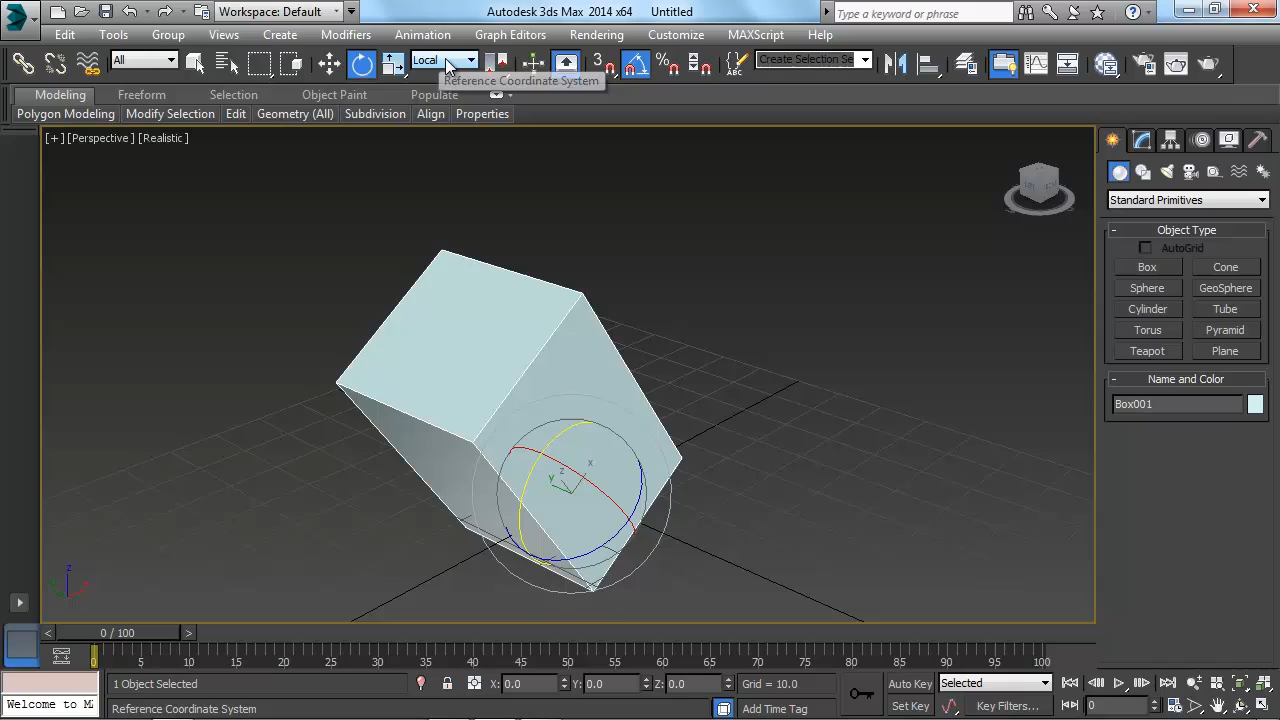 Workspace: Default
Autodesk 3ds Max 2014 x64 Untitled
Type a keyword or phrase
Edit Tools Group Views Create Modifiers Animation Graph Editors Rendering Customize MAXScript Help
All
Local
3
Create Selection Se
Reference Coordinate System
Modeling Freeform Selection Object Paint Populate
Polygon Modeling Modify Selection Edit Geometry (All) Subdivision Align Properties
[+] [Perspective] [Realistic]
Standard Primitives
- Object Type
AutoGrid
Box Cone
Sphere GeoSphere
Cylinder Tube
Torus Pyramid
Teapot Plane
- Name and Color
Box001
x
z
y
z
< 0 / 100 >
0 5 10 15 20 25 30 35 40 45 50 55 60 65 70 75 80 85 90 95 100
1 Object Selected
X: 0.0 Y: 0.0 Z: 0.0
Grid = 10.0
Auto Key
Selected
Welcome to M
Reference Coordinate System
Add Time Tag
Set Key
Key Filters...
0